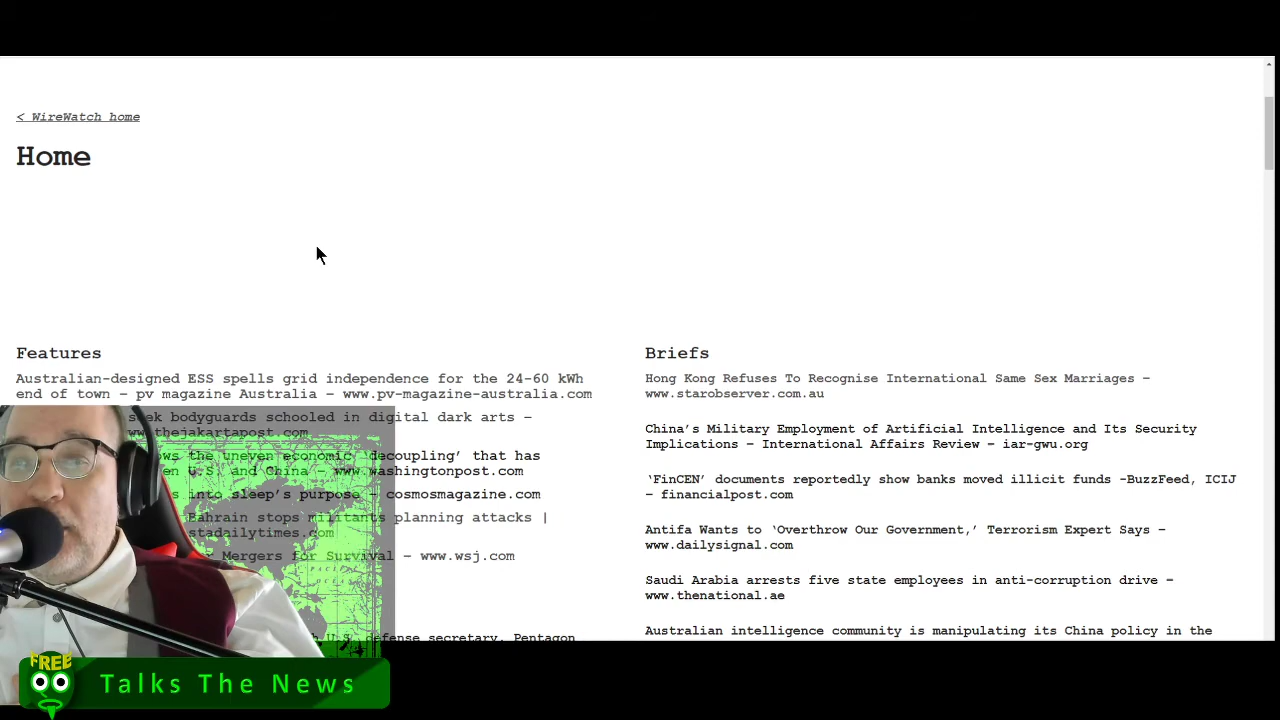 < WireWatch home
Home
Features
Australian-designed ESS spells grid independence for the 24-60 kWh
end of town – pv magazine Australia – www.pv-magazine-australia.com
seek bodyguards schooled in digital dark arts –
www.thejakartapost.com
ows the uneven economic ‘decoupling’ that has
en U.S. and China – www.washingtonpost.com
s into sleep’s purpose – cosmosmagazine.com
Bahrain stops militants planning attacks |
stadailytimes.com
Mergers for Survival – www.wsj.com
U.S. defense secretary, Pentagon
Briefs
Hong Kong Refuses To Recognise International Same Sex Marriages –
www.starobserver.com.au
China’s Military Employment of Artificial Intelligence and Its Security
Implications – International Affairs Review – iar-gwu.org
‘FinCEN’ documents reportedly show banks moved illicit funds -BuzzFeed, ICIJ
– financialpost.com
Antifa Wants to ‘Overthrow Our Government,’ Terrorism Expert Says –
www.dailysignal.com
Saudi Arabia arrests five state employees in anti-corruption drive –
www.thenational.ae
Australian intelligence community is manipulating its China policy in the
FREE
Talks The News